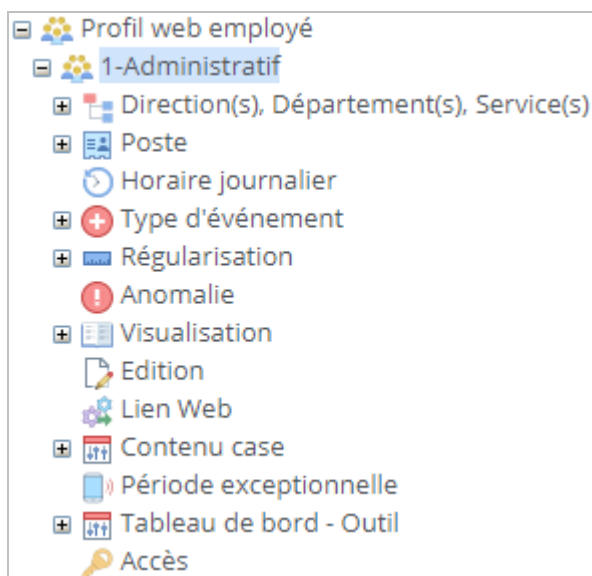 Profil web employé
1-Administratif
Direction(s), Département(s), Service(s)
Poste
Horaire journalier
Type d'événement
Régularisation
Anomalie
Visualisation
Edition
Lien Web
Contenu case
Période exceptionnelle
Tableau de bord - Outil
Accès